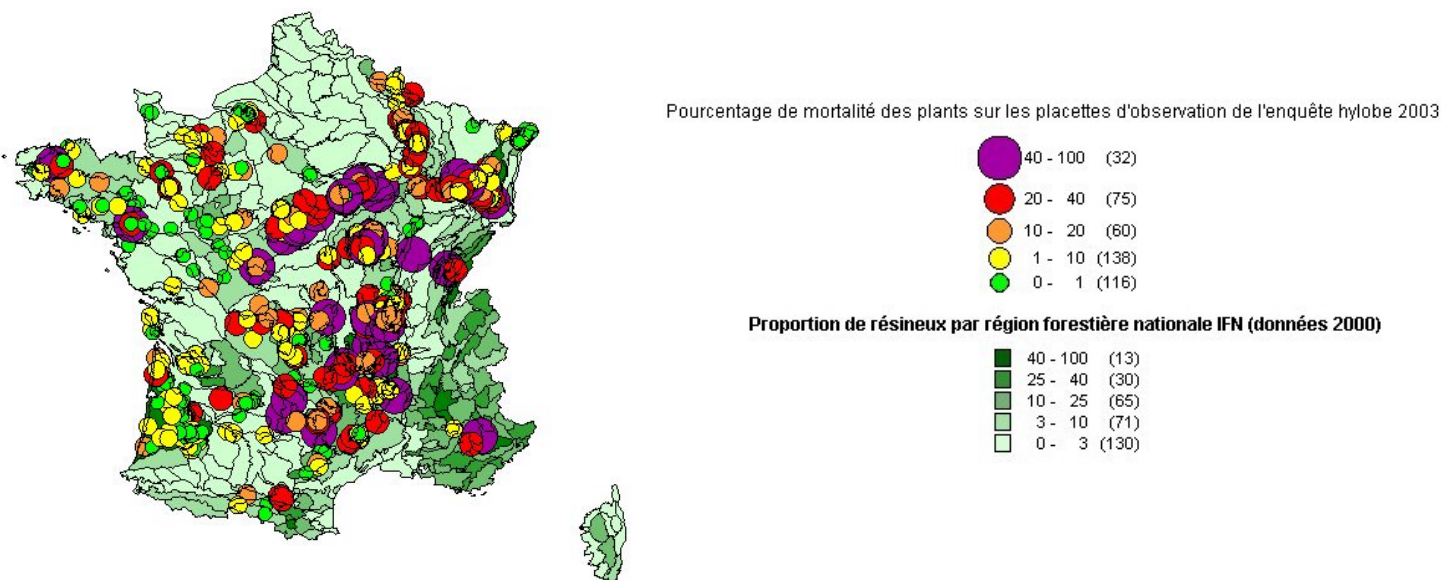 Pourcentage de mortalité des plants sur les placettes d'observation de l'enquête hylobe 2003
40 - 100 (32)
20 - 40 (75)
10 - 20 (60)
1 - 10 (138)
0 - 1 (116)
Proportion de résineux par région forestière nationale IFN (données 2000)
40 - 100 (13)
25 - 40 (30)
10 - 25 (65)
3 - 10 (71)
0 - 3 (130)